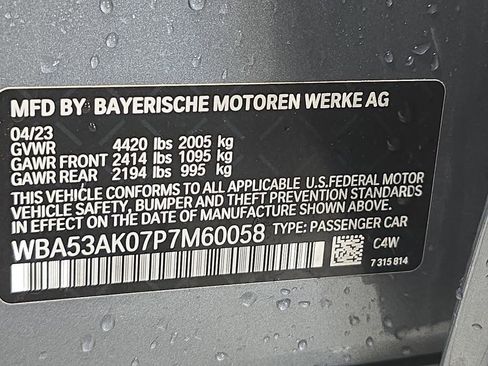 MFD BY BAYERISCHE MOTOREN WERKE AG
04/23
GVWR 4420 lbs 2005 kg
GAWR FRONT 2414 lbs 1095 kg
GAWR REAR 2194 lbs 995 kg
THIS VEHICLE CONFORMS TO ALL APPLICABLE U.S.FEDERAL MOTOR
VEHICLE SAFETY, BUMPER AND THEFT PREVENTION STANDARDS
IN EFFECT ON THE DATE OF MANUFACTURE SHOWN ABOVE.
WBA53AK07P7M60058 TYPE: PASSENGER CAR
C4W
7 315 814